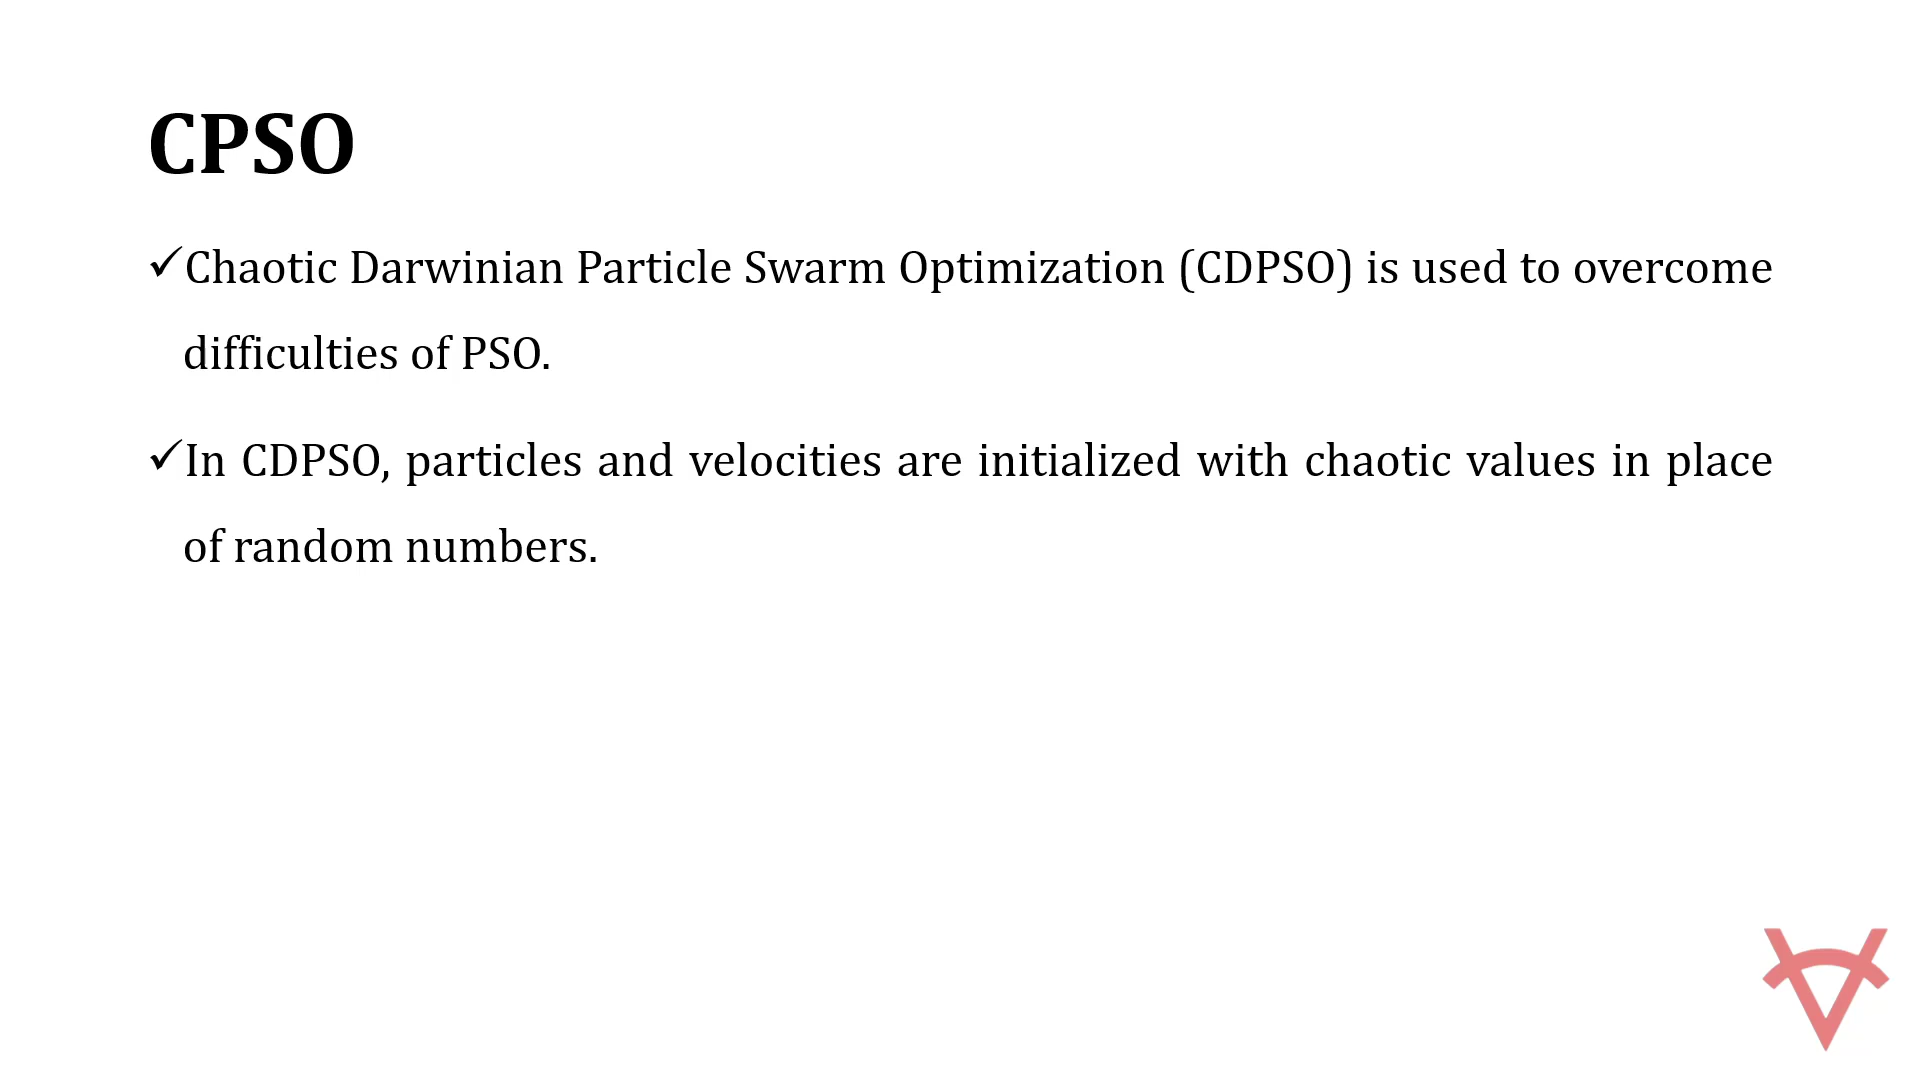 CPSO
✓Chaotic Darwinian Particle Swarm Optimization (CDPSO) is used to overcome
difficulties of PSO.
✓In CDPSO, particles and velocities are initialized with chaotic values in place
of random numbers.